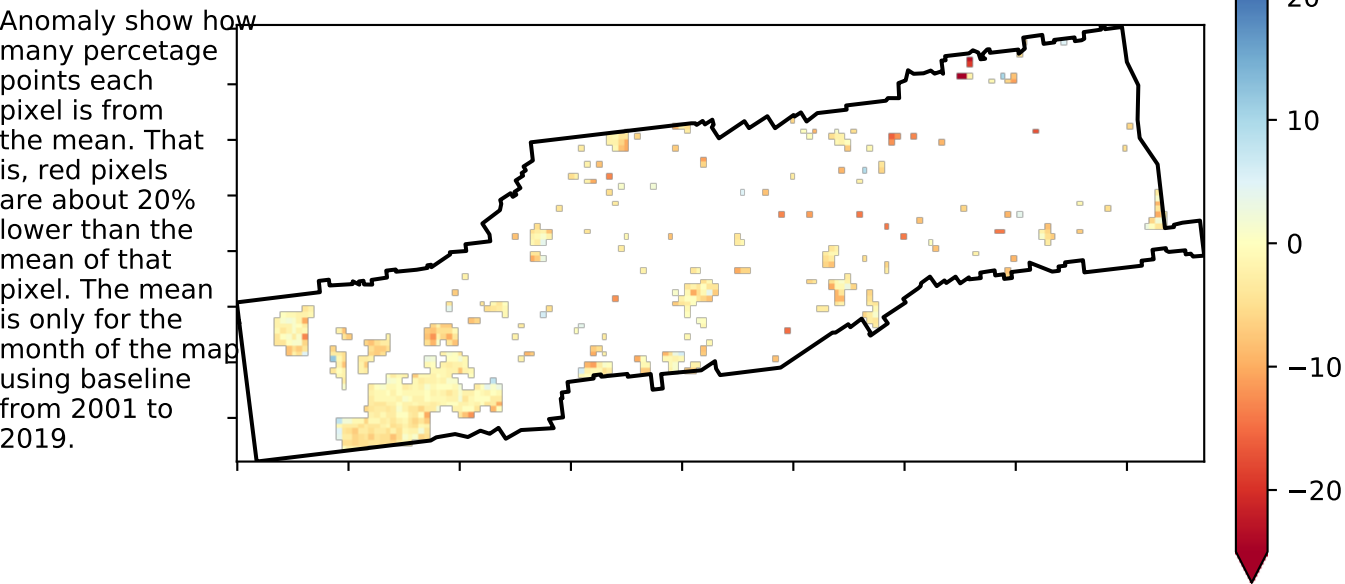 Anomaly show how
many percetage
points each
pixel is from
the mean. That
is, red pixels
are about 20%
lower than the
mean of that
pixel. The mean
is only for the
month of the map
using baseline
from 2001 to
2019.
20
10
0
−10
−20